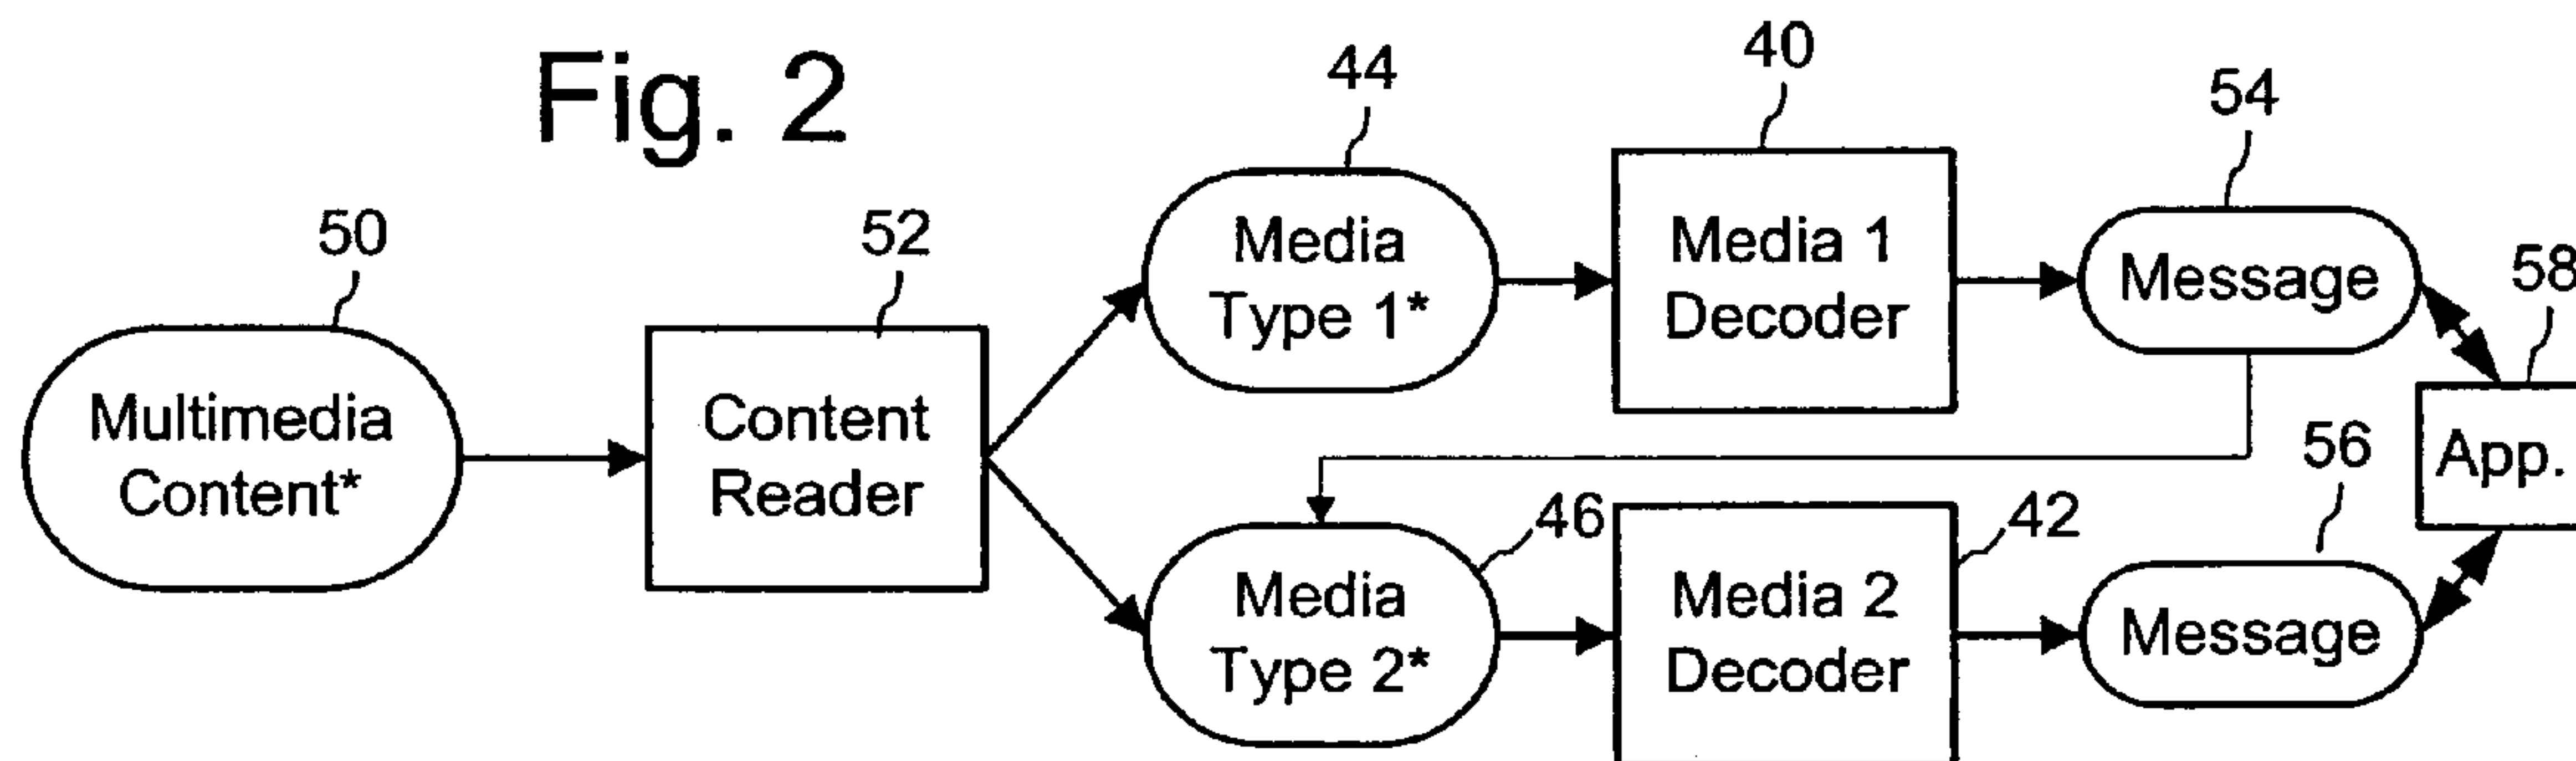 Fig. 2
50
52
44
40
54
58
Multimedia
Content*
Content
Reader
Media
Type 1*
Media 1
Decoder
Message
App.
46
42
56
Media
Type 2*
Media 2
Decoder
Message